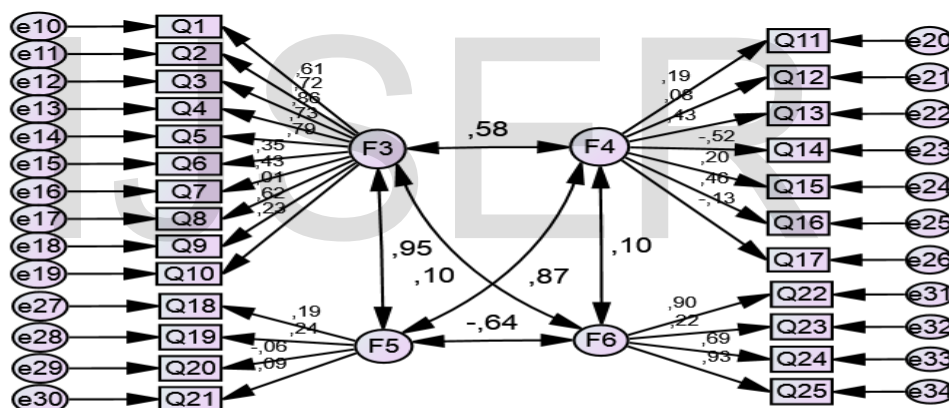 IJSER
e10 Q1
e11 Q2
e12 Q3
e13 Q4
e14 Q5
e15 Q6
e16 Q7
e17 Q8
e18 Q9
e19 Q10
,61
,72
,86
,73
,79
,35
,43
,01
,62
,23
F3
,58
F4
,19
,08
,43
-,52
,20
,46
-,13
Q11 e20
Q12 e21
Q13 e22
Q14 e23
Q15 e24
Q16 e25
Q17 e26
,95
,10
,87
,10
e27 Q18
e28 Q19
e29 Q20
e30 Q21
,19
,24
-,06
,09
F5
-,64
F6
,90
,22
,69
,93
Q22 e31
Q23 e32
Q24 e33
Q25 e34